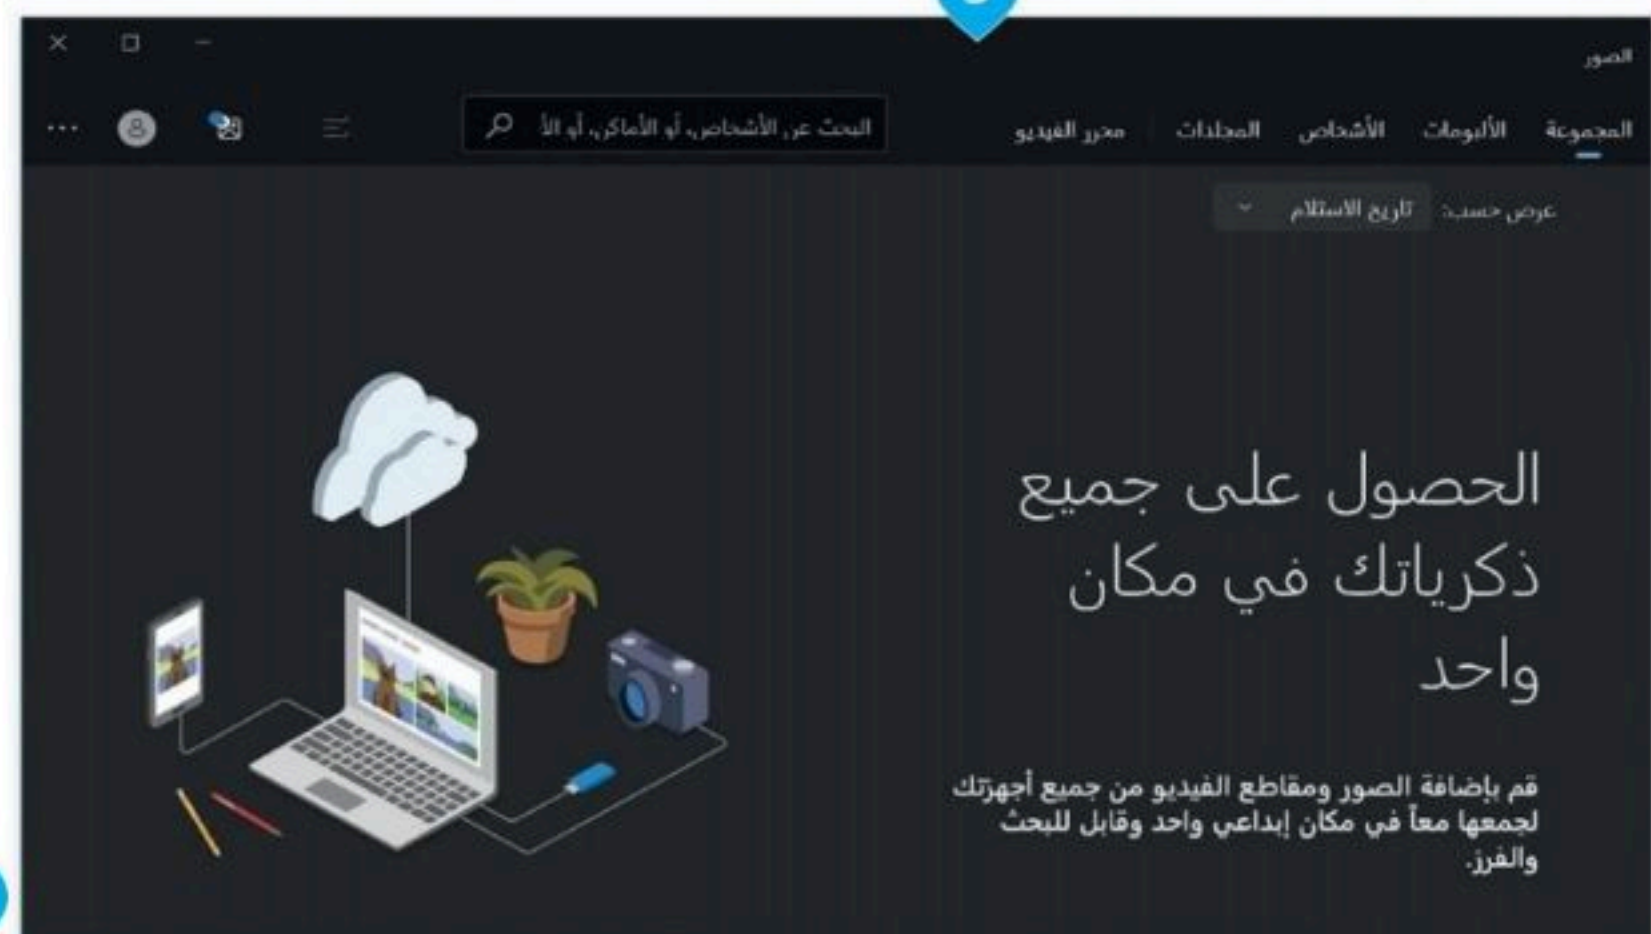 الصور
المجموعة الألبومات الأشخاص المجلدات محرر الفيديو البحث عن الأشخاص، أو الأماكن، أو الأ
عرض حسب: تاريخ الاستلام
الحصول على جميع
ذكرياتك في مكان
واحد
قم بإضافة الصور ومقاطع الفيديو من جميع أجهزتك
لجمعها معاً في مكان إبداعي واحد وقابل للبحث
والفرز.